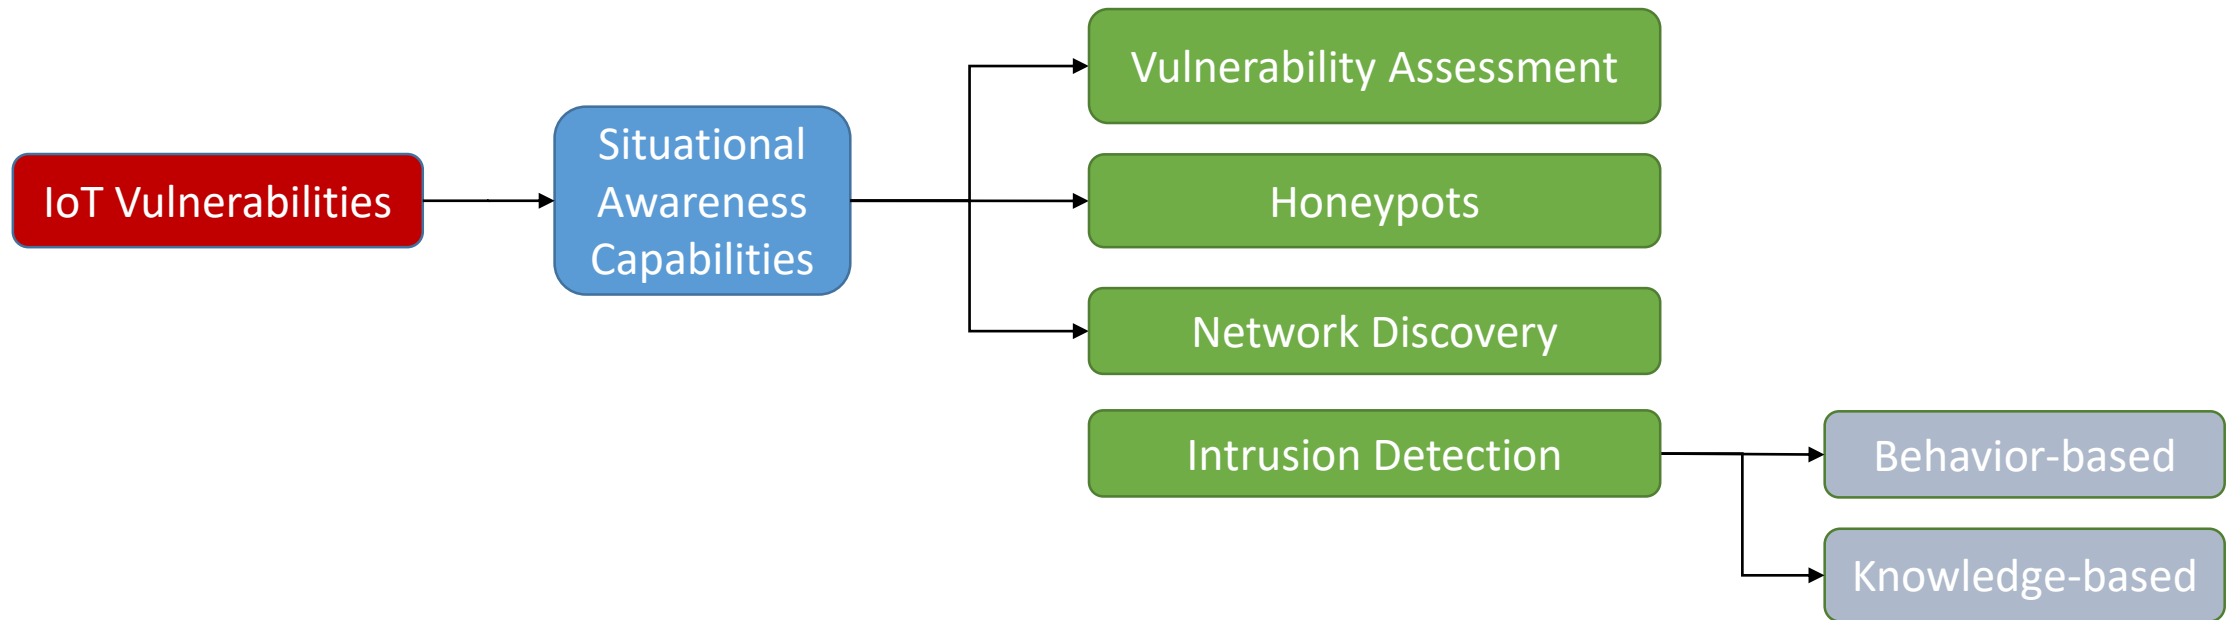 IoT Vulnerabilities
Situational
Awareness
Capabilities
Vulnerability Assessment
Honeypots
Network Discovery
Intrusion Detection
Behavior-based
Knowledge-based